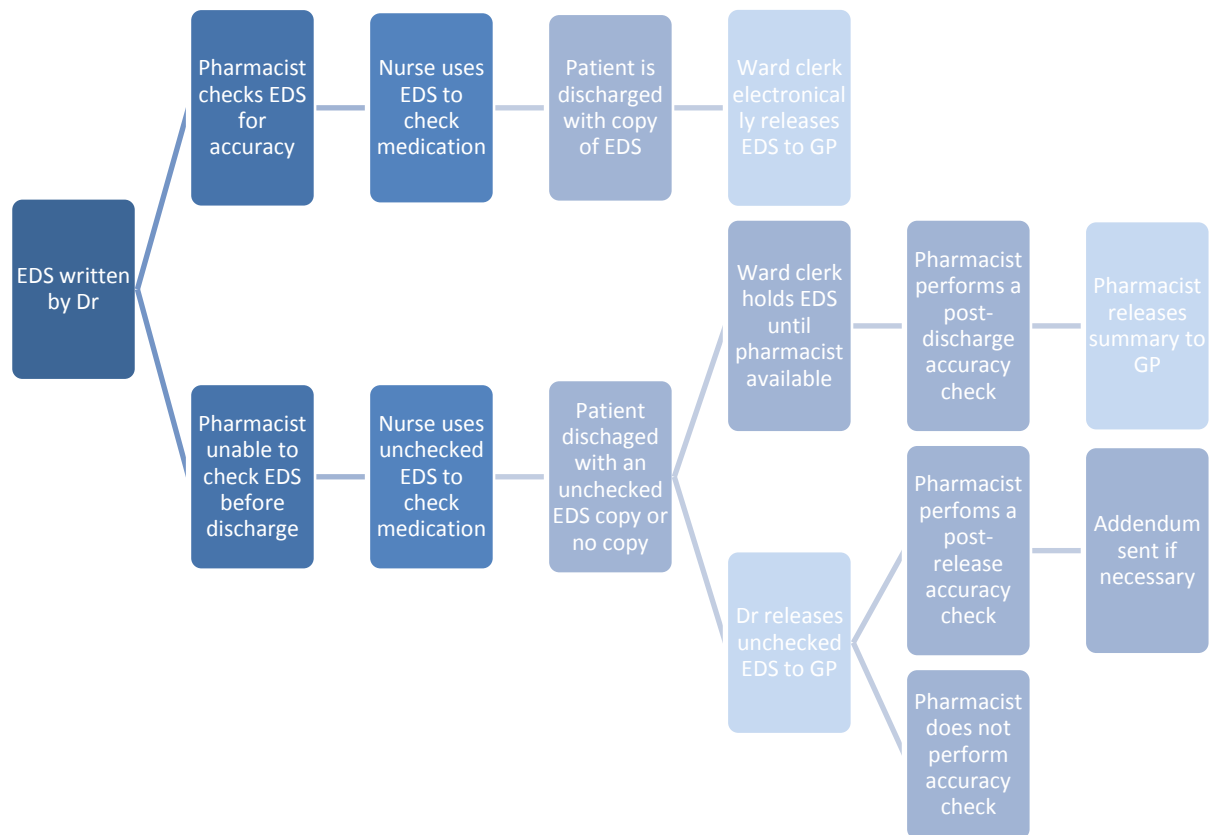 EDS written
by Dr
Pharmacist
checks EDS
for
accuracy
Nurse uses
EDS to
check
medication
Patient is
discharged
with copy
of EDS
Ward clerk
electronical
ly releases
EDS to GP
Pharmacist
unable to
check EDS
before
discharge
Nurse uses
unchecked
EDS to
check
medication
Patient
dischaged
with an
unchecked
EDS copy or
no copy
Ward clerk
holds EDS
until
pharmacist
available
Pharmacist
performs a
post-
discharge
accuracy
check
Pharmacist
releases
summary to
GP
Dr releases
unchecked
EDS to GP
Pharmacist
perfoms a
post-
release
accuracy
check
Addendum
sent if
necessary
Pharmacist
does not
perform
accuracy
check